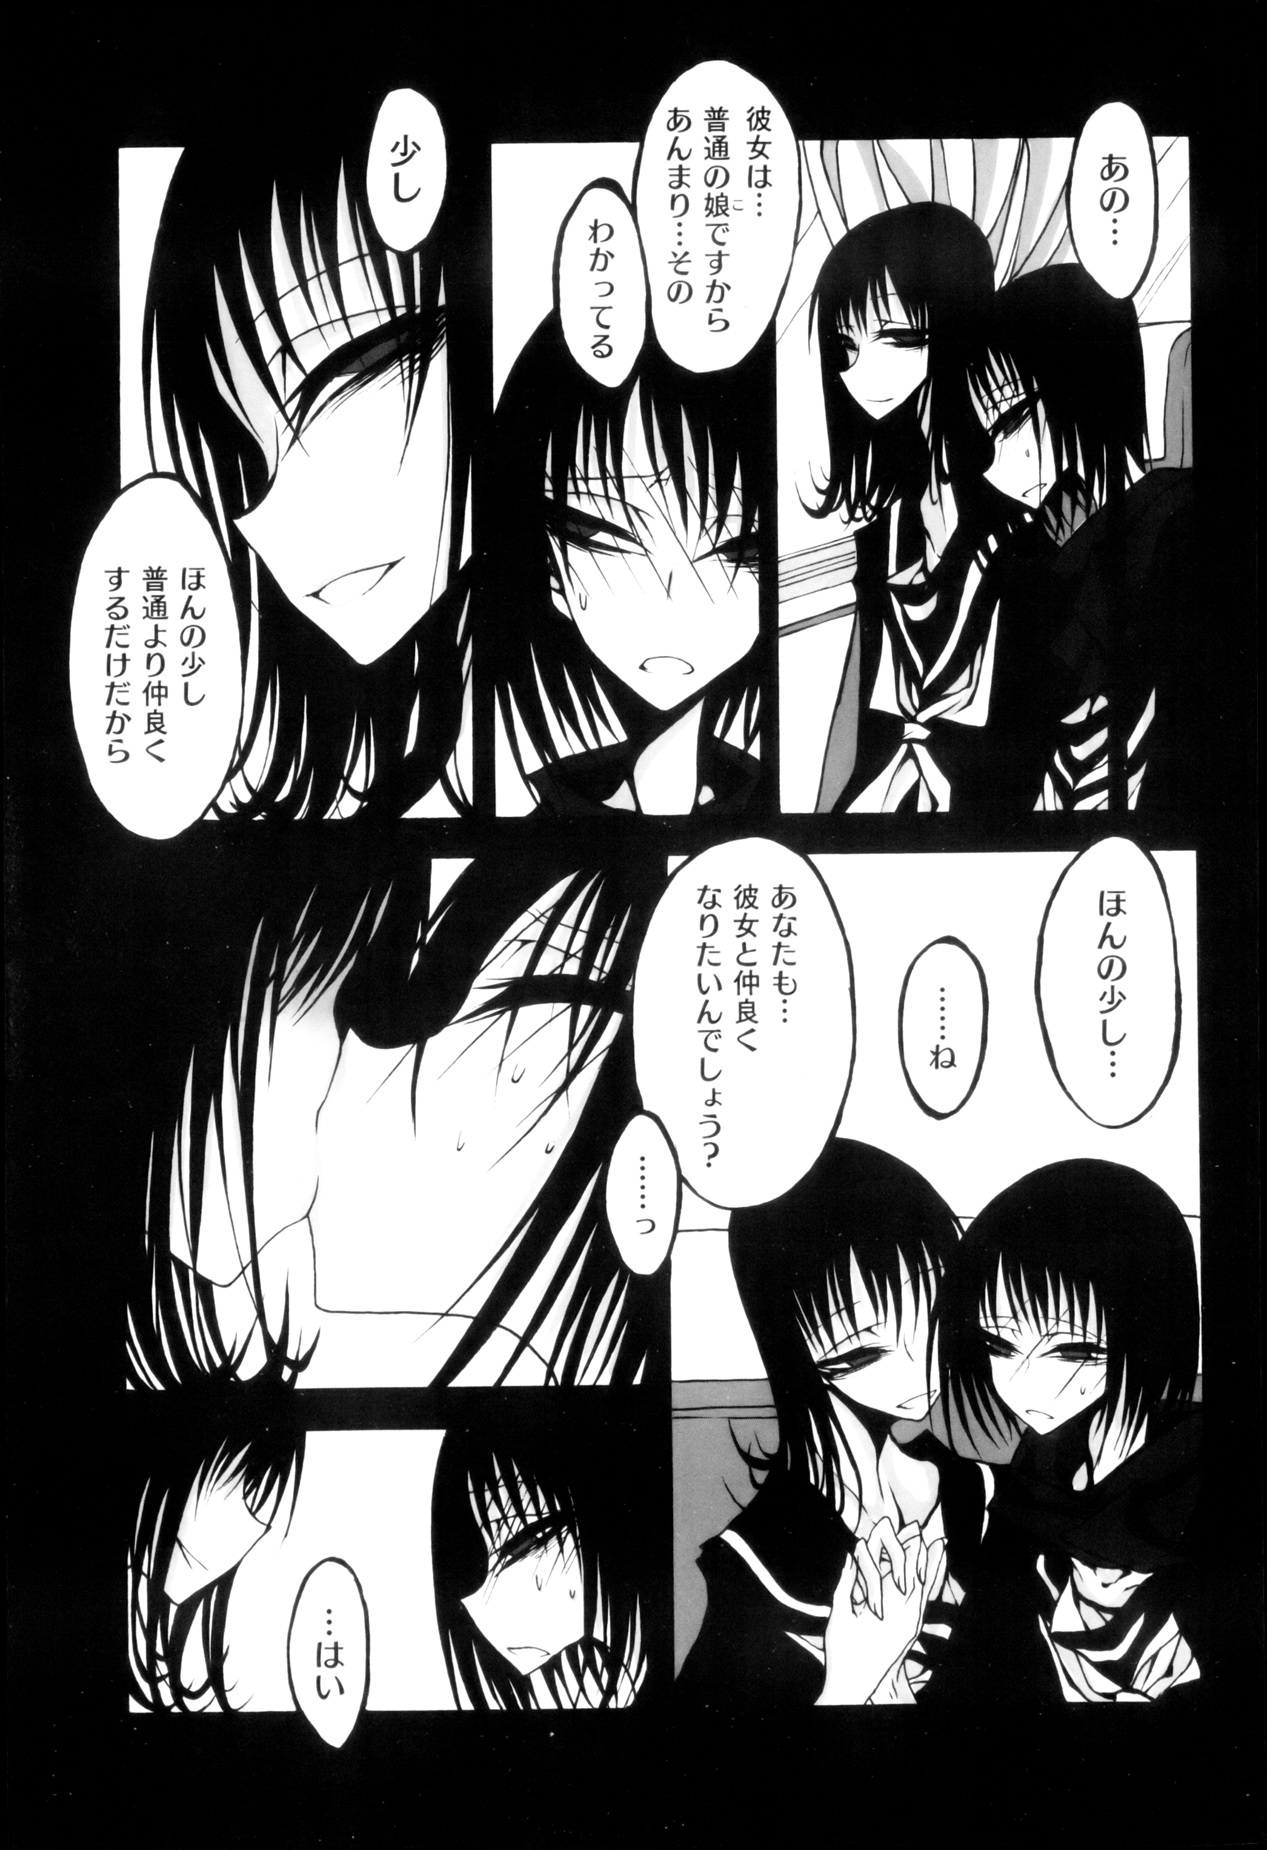 あの…
彼女は…
普通の娘ですから
こ
あんまり…その
わかってる
少し
ほんの少し
普通より仲良く
するだけだから
ほんの少し…
……ね
あなたも…
彼女と仲良く
なりたいんでしょう？
……っ
…はい